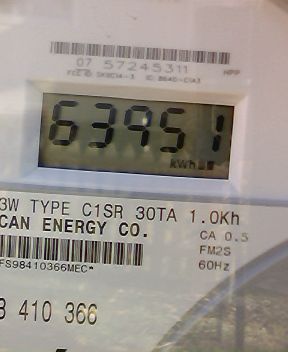 07 57245311
63951
kWh
3W TYPE C1SR 30TA 1.0Kh
CAN ENERGY CO.
CA 0.5
FM2S
FS98410366MEC*
60Hz
410 366